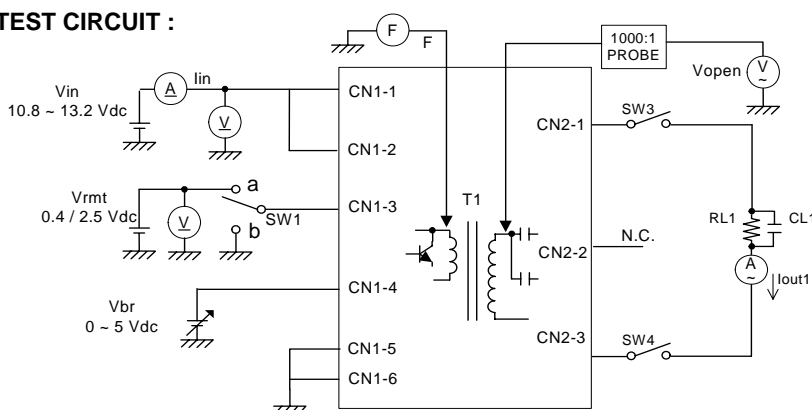 TEST CIRCUIT :
F
F
1000:1
PROBE
Vopen
V
~
Vin
10.8 ~ 13.2 Vdc
A
Iin
V
CN1-1
CN1-2
CN2-1
SW3
Vrmt
0.4 / 2.5 Vdc
V
a
b
SW1
CN1-3
T1
RL1
CL1
CN2-2
N.C.
A
~
Iout1
Vbr
0 ~ 5 Vdc
CN1-4
CN1-5
CN1-6
CN2-3
SW4